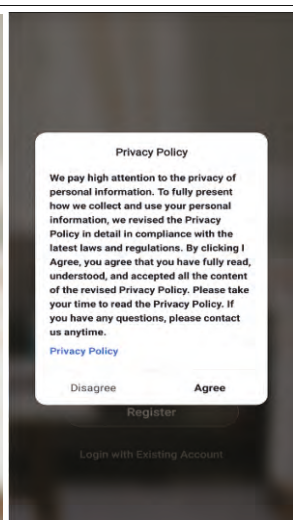 Privacy Policy
We pay high attention to the privacy of
personal information. To fully present
how we collect and use your personal
information, we revised the Privacy
Policy in detail in compliance with the
latest laws and regulations. By clicking I
Agree, you agree that you have fully read,
understood, and accepted all the content
of the revised Privacy Policy. Please take
your time to read the Privacy Policy. If
you have any questions, please contact
us anytime.
Privacy Policy
Disagree Agree
Register
Login with Existing Account